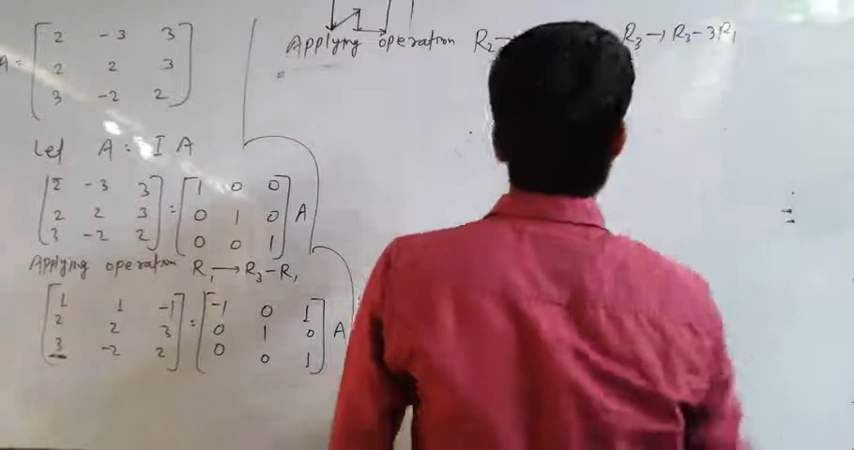 A = [ 2 -3 3
2 2 3
3 -2 2 ]
Let A = I A
[ 2 -3 3
2 2 3
3 -2 2 ] = [ 1 0 0
0 1 0
0 0 1 ] A
Applying operation R₁ → R₃ - R₁
[ 1 1 -1
2 2 3
3 -2 2 ] = [ -1 0 1
0 1 0
0 0 1 ] A
Applying operation R₂ → R₃ → R₃ - 3R₁